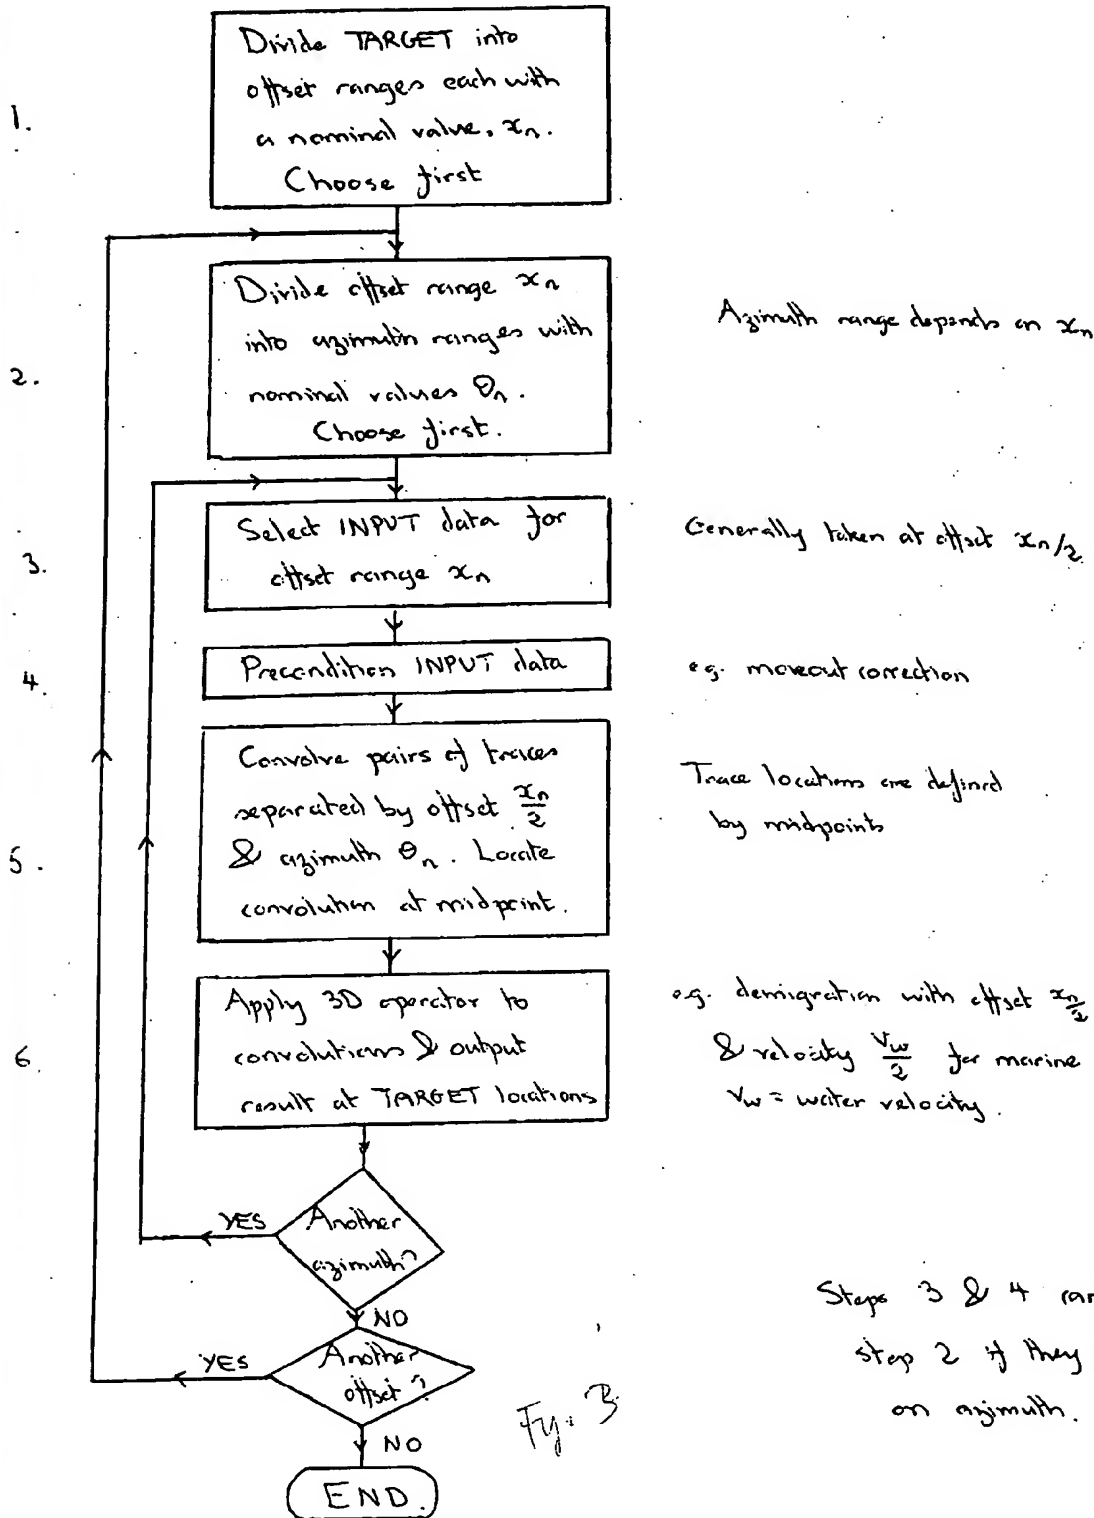 1.
Divide TARGET into
offset ranges each with
a nominal value, xₙ.
Choose first
2.
Divide offset range xₙ
into azimuth ranges with
nominal values θₙ.
Choose first.
Azimuth range depends on xₙ
3.
Select INPUT data for
offset range xₙ
Generally taken at offset xₙ/2
4.
Precondition INPUT data
e.g. moveout correction
5.
Convolve pairs of traces
separated by offset xₙ/2
& azimuth θₙ. Locate
convolution at midpoint.
Trace locations are defined
by midpoints
6.
Apply 3D operator to
convolutions & output
result at TARGET locations
e.g. demigration with offset xₙ/2
& velocity Vw/2 for marine
Vw = water velocity.
YES
Another
azimuth?
NO
YES
Another
offset?
NO
END.
Steps 3 & 4
step 2 if they
on azimuth.
Fig. 3